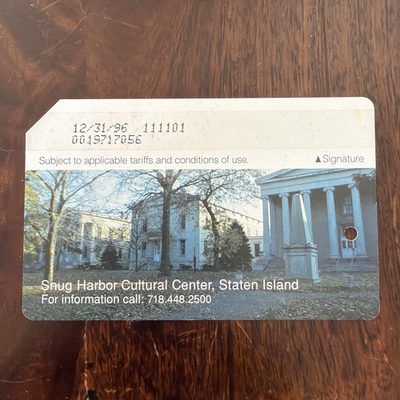 12/31/96 111101
0019717056
Subject to applicable tariffs and conditions of use. ▲Signature
Snug Harbor Cultural Center, Staten Island
For information call: 718.448.2500